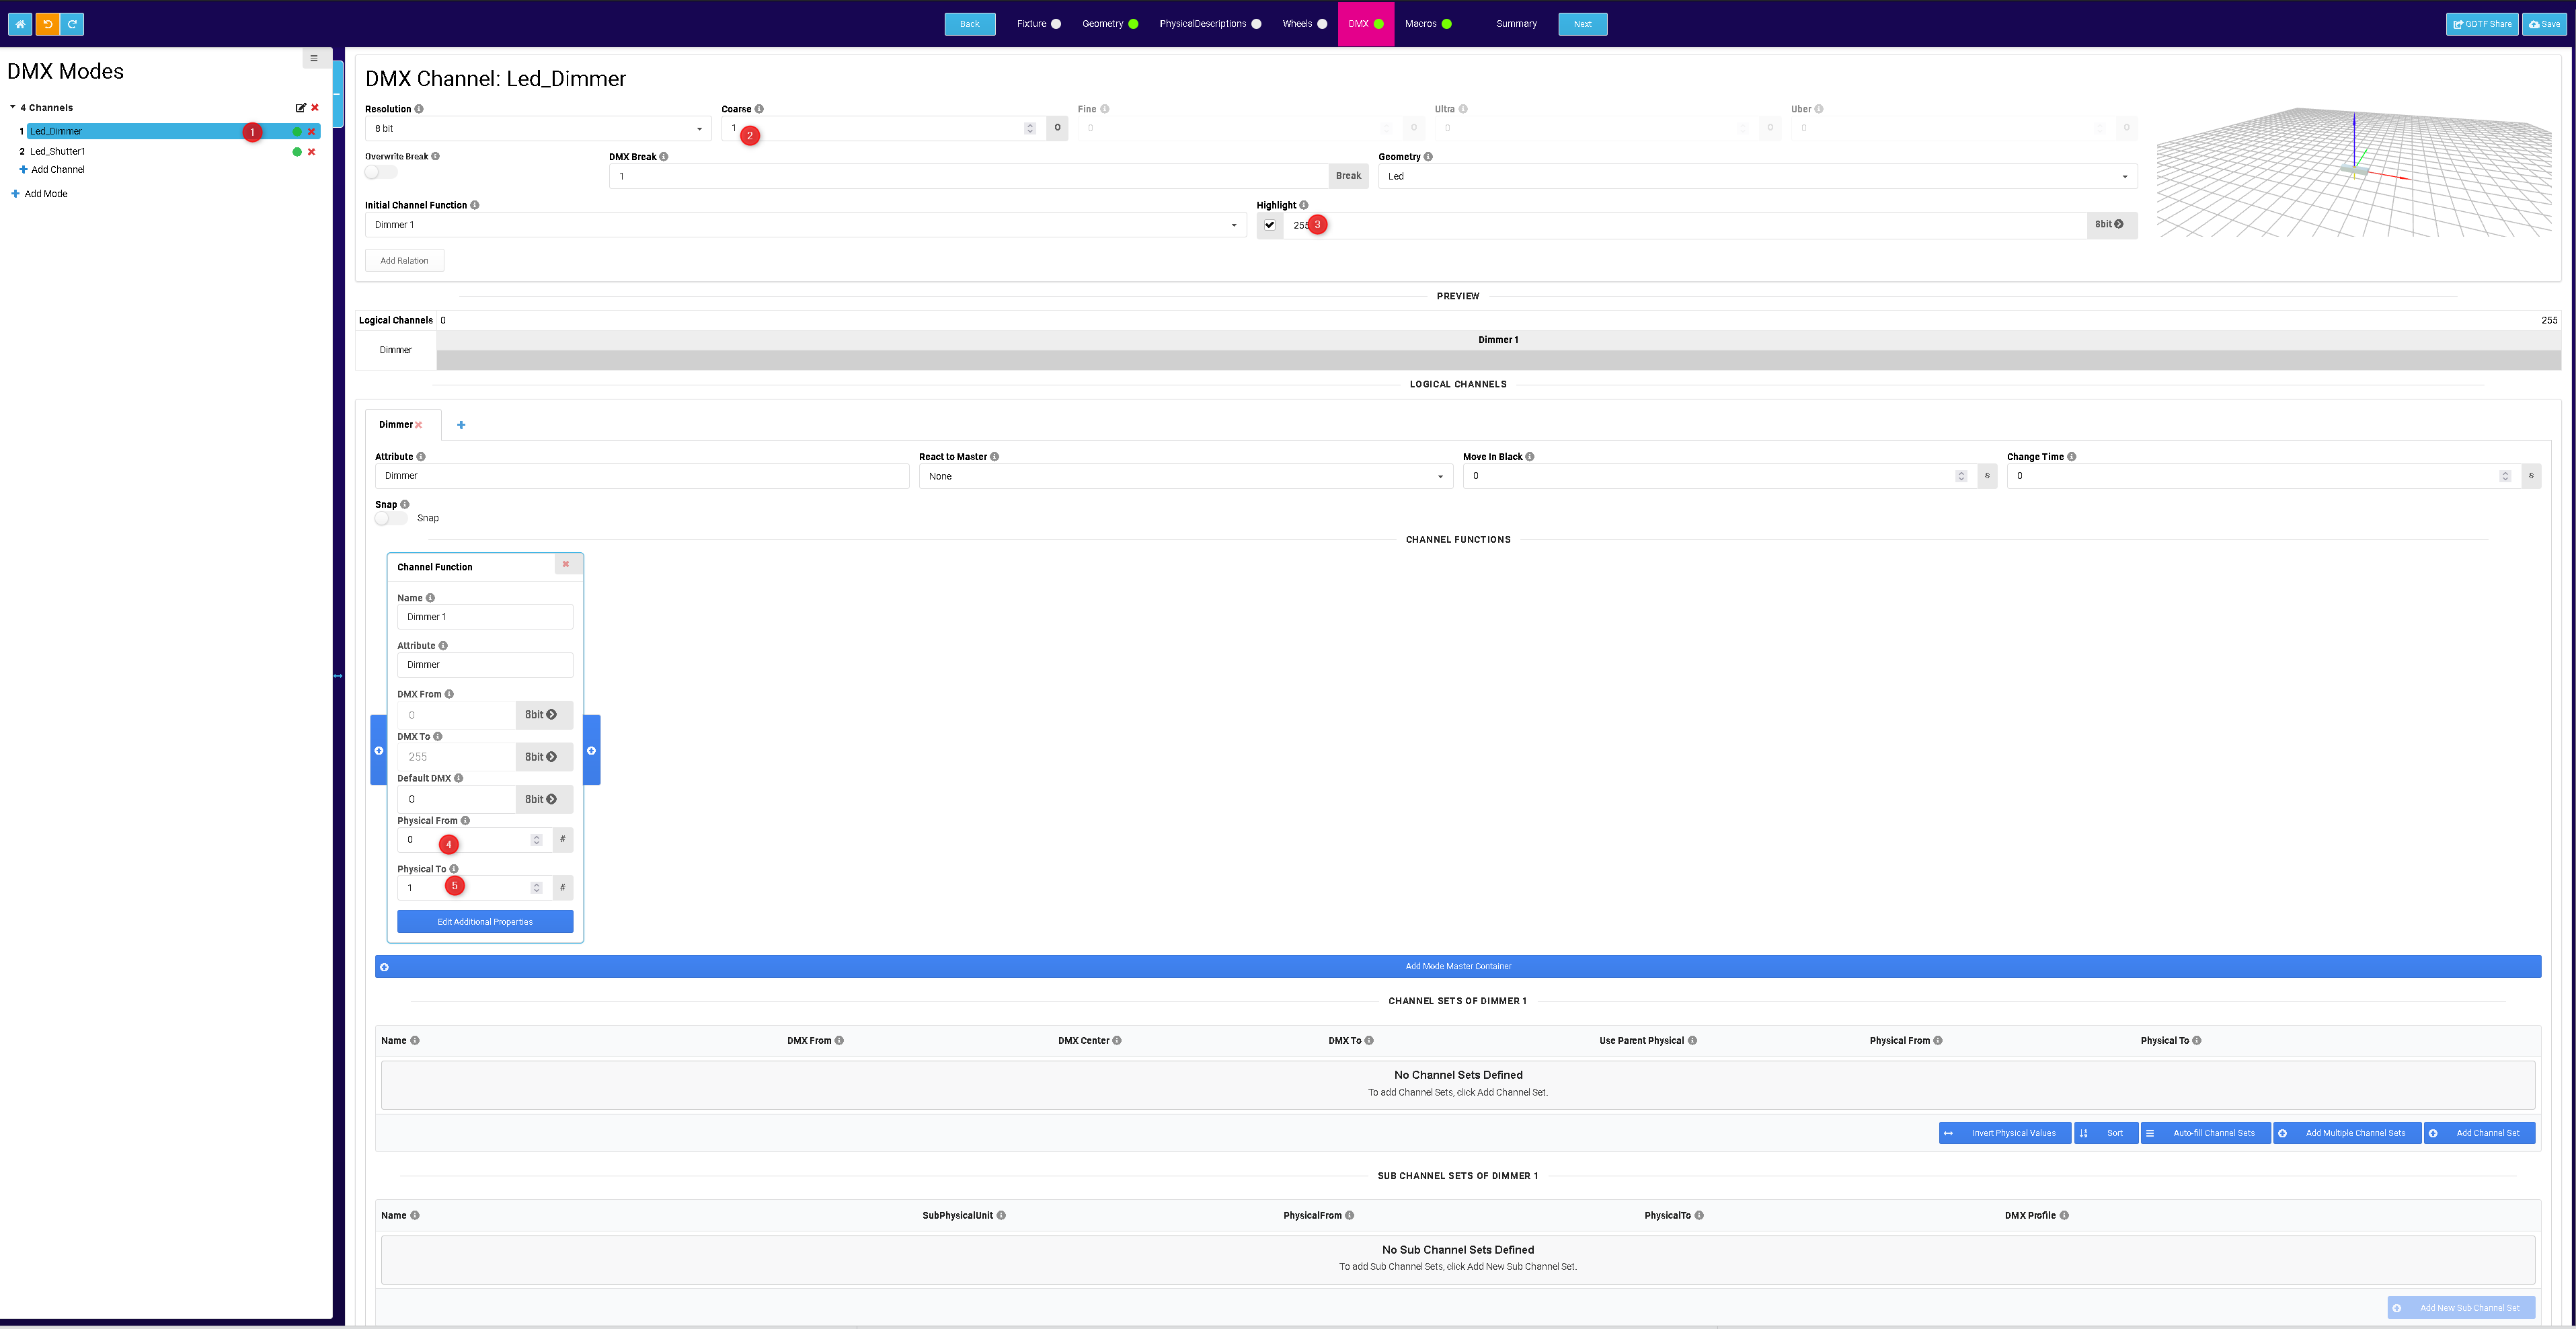 Back Fixture Geometry PhysicalDescriptions Wheels DMX Macros Summary Next GDTF Share Save
DMX Modes
4 Channels
1 Led_Dimmer 1
2 Led_Shutter1
Add Channel
Add Mode
DMX Channel: Led_Dimmer
Resolution Coarse Fine Ultra Uber
8 bit 1 2 0 0 0 0 0 0 0
Overwrite Break DMX Break Geometry
1 Break Led
Initial Channel Function Highlight
Dimmer 1 255 3 8bit
Add Relation
PREVIEW
Logical Channels 0 255
Dimmer 1
Dimmer
LOGICAL CHANNELS
Dimmer
Attribute React to Master Move In Black Change Time
Dimmer None 0 s 0 s
Snap
Snap
CHANNEL FUNCTIONS
Channel Function
Name
Dimmer 1
Attribute
Dimmer
DMX From
0 8bit
DMX To
255 8bit
Default DMX
0 8bit
Physical From
0 4 #
Physical To
1 5 #
Edit Additional Properties
Add Mode Master Container
CHANNEL SETS OF DIMMER 1
Name DMX From DMX Center DMX To Use Parent Physical Physical From Physical To
No Channel Sets Defined
To add Channel Sets, click Add Channel Set.
Invert Physical Values Sort Auto-fill Channel Sets Add Multiple Channel Sets Add Channel Set
SUB CHANNEL SETS OF DIMMER 1
Name SubPhysicalUnit PhysicalFrom PhysicalTo DMX Profile
No Sub Channel Sets Defined
To add Sub Channel Sets, click Add New Sub Channel Set.
Add New Sub Channel Set